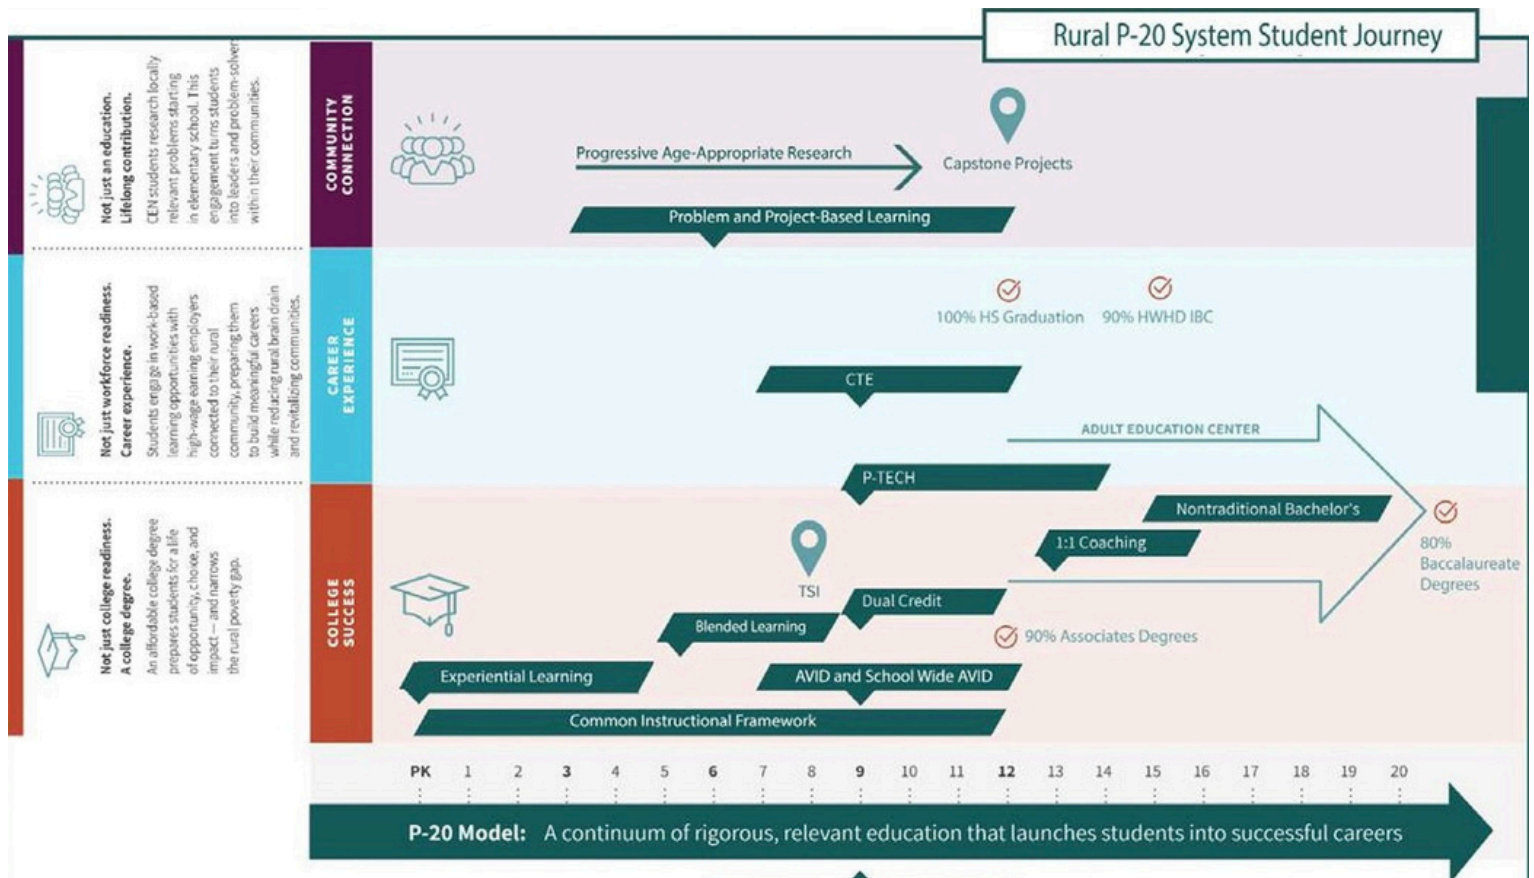 Rural P-20 System Student Journey
Not just an education.
Lifelong contribution.
CEN students research locally
relevant problems starting
in elementary school. This
engagement turns students
into leaders and problem-solvers
within their communities.
COMMUNITY
CONNECTION
Progressive Age-Appropriate Research
Capstone Projects
Problem and Project-Based Learning
Not just workforce readiness.
Career experience.
Students engage in work-based
learning opportunities with
high-wage earning employers
connected to their rural
community, preparing them
to build meaningful careers
while reducing rural brain drain
and revitalizing communities.
CAREER
EXPERIENCE
100% HS Graduation
90% HWHD IBC
CTE
ADULT EDUCATION CENTER
P-TECH
Not just college readiness.
A college degree.
An affordable college degree
prepares students for a life
of opportunity, choice, and
impact — and narrows
the rural poverty gap.
COLLEGE
SUCCESS
Nontraditional Bachelor's
1:1 Coaching
80%
Baccalaureate
Degrees
TSI
Dual Credit
Blended Learning
90% Associates Degrees
Experiential Learning
AVID and School Wide AVID
Common Instructional Framework
PK 1 2 3 4 5 6 7 8 9 10 11 12 13 14 15 16 17 18 19 20
P-20 Model: A continuum of rigorous, relevant education that launches students into successful careers